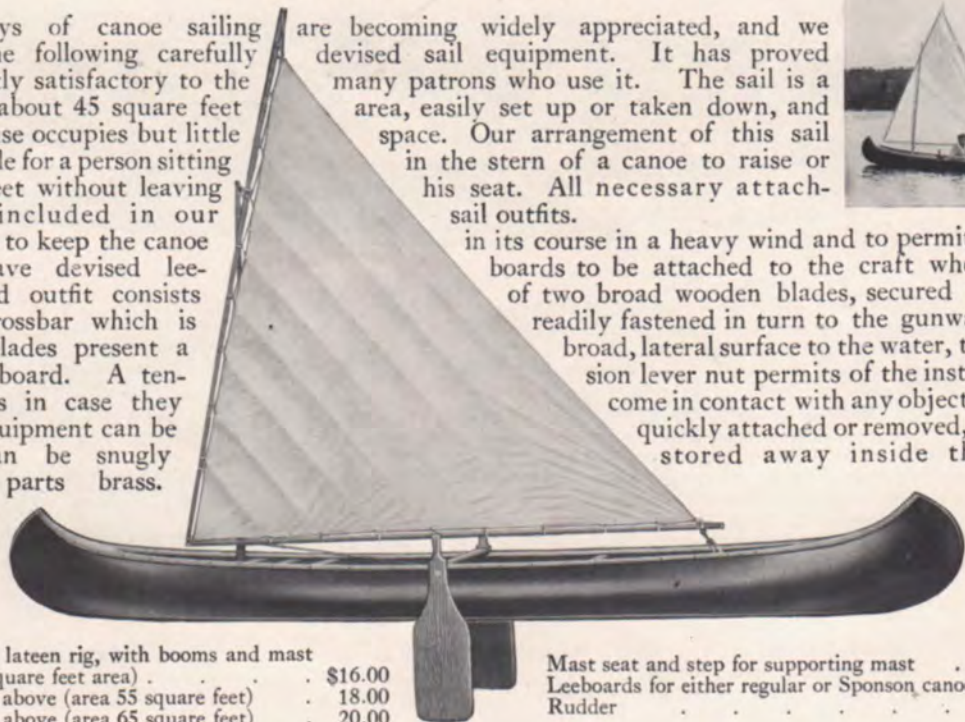 ys of canoe sailing are becoming widely appreciated, and we
e following carefully devised sail equipment. It has proved
ly satisfactory to the many patrons who use it. The sail is a
about 45 square feet area, easily set up or taken down, and
se occupies but little space. Our arrangement of this sail
le for a person sitting in the stern of a canoe to raise or
eet without leaving his seat. All necessary attach-
included in our sail outfits.
to keep the canoe in its course in a heavy wind and to permit
ave devised lee- boards to be attached to the craft whe
d outfit consists of two broad wooden blades, secured
rossbar which is readily fastened in turn to the gunwa
lades present a broad, lateral surface to the water, t
board. A ten- sion lever nut permits of the inst
s in case they come in contact with any object
uipment can be quickly attached or removed,
an be snugly stored away inside th
parts brass.
lateen rig, with booms and mast
quare feet area) . . . . $16.00
above (area 55 square feet) . 18.00
above (area 65 square feet) . 20.00
Mast seat and step for supporting mast .
Leeboards for either regular or Sponson cano
Rudder . . . . .